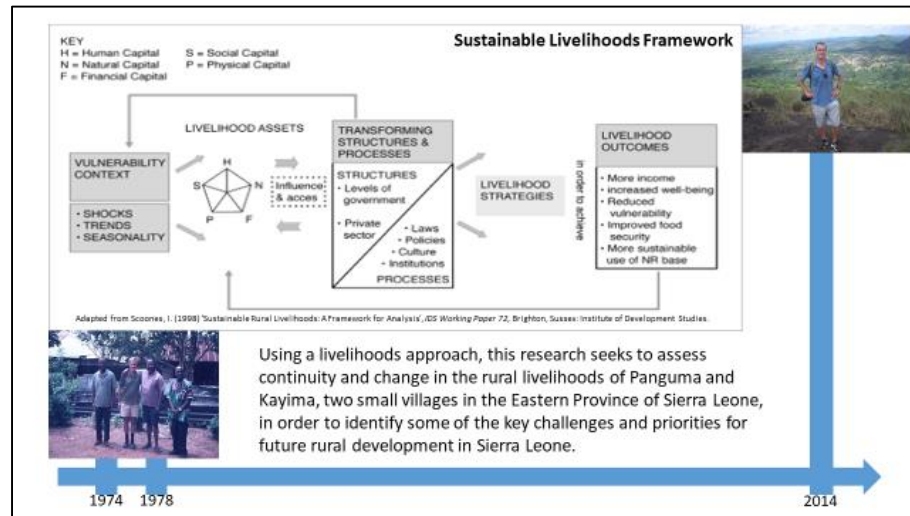 Sustainable Livelihoods Framework
KEY
H = Human Capital S = Social Capital
N = Natural Capital P = Physical Capital
F = Financial Capital
LIVELIHOOD ASSETS
VULNERABILITY
CONTEXT
• SHOCKS
• TRENDS
• SEASONALITY
H
S N
P F
Influence
& acces
TRANSFORMING
STRUCTURES &
PROCESSES
STRUCTURES
• Levels of
government
• Private
sector
• Laws
• Policies
• Culture
• Institutions
PROCESSES
LIVELIHOOD
STRATEGIES
in order to achieve
LIVELIHOOD
OUTCOMES
• More income
• increased well-being
• Reduced
vulnerability
• Improved food
security
• More sustainable
use of NR base
Adapted from Scoones, I. (1998) 'Sustainable Rural Livelihoods: A Framework for Analysis', IDS Working Paper 72, Brighton, Sussex: Institute of Development Studies.
Using a livelihoods approach, this research seeks to assess
continuity and change in the rural livelihoods of Panguma and
Kayima, two small villages in the Eastern Province of Sierra Leone,
in order to identify some of the key challenges and priorities for
future rural development in Sierra Leone.
1974 1978 2014